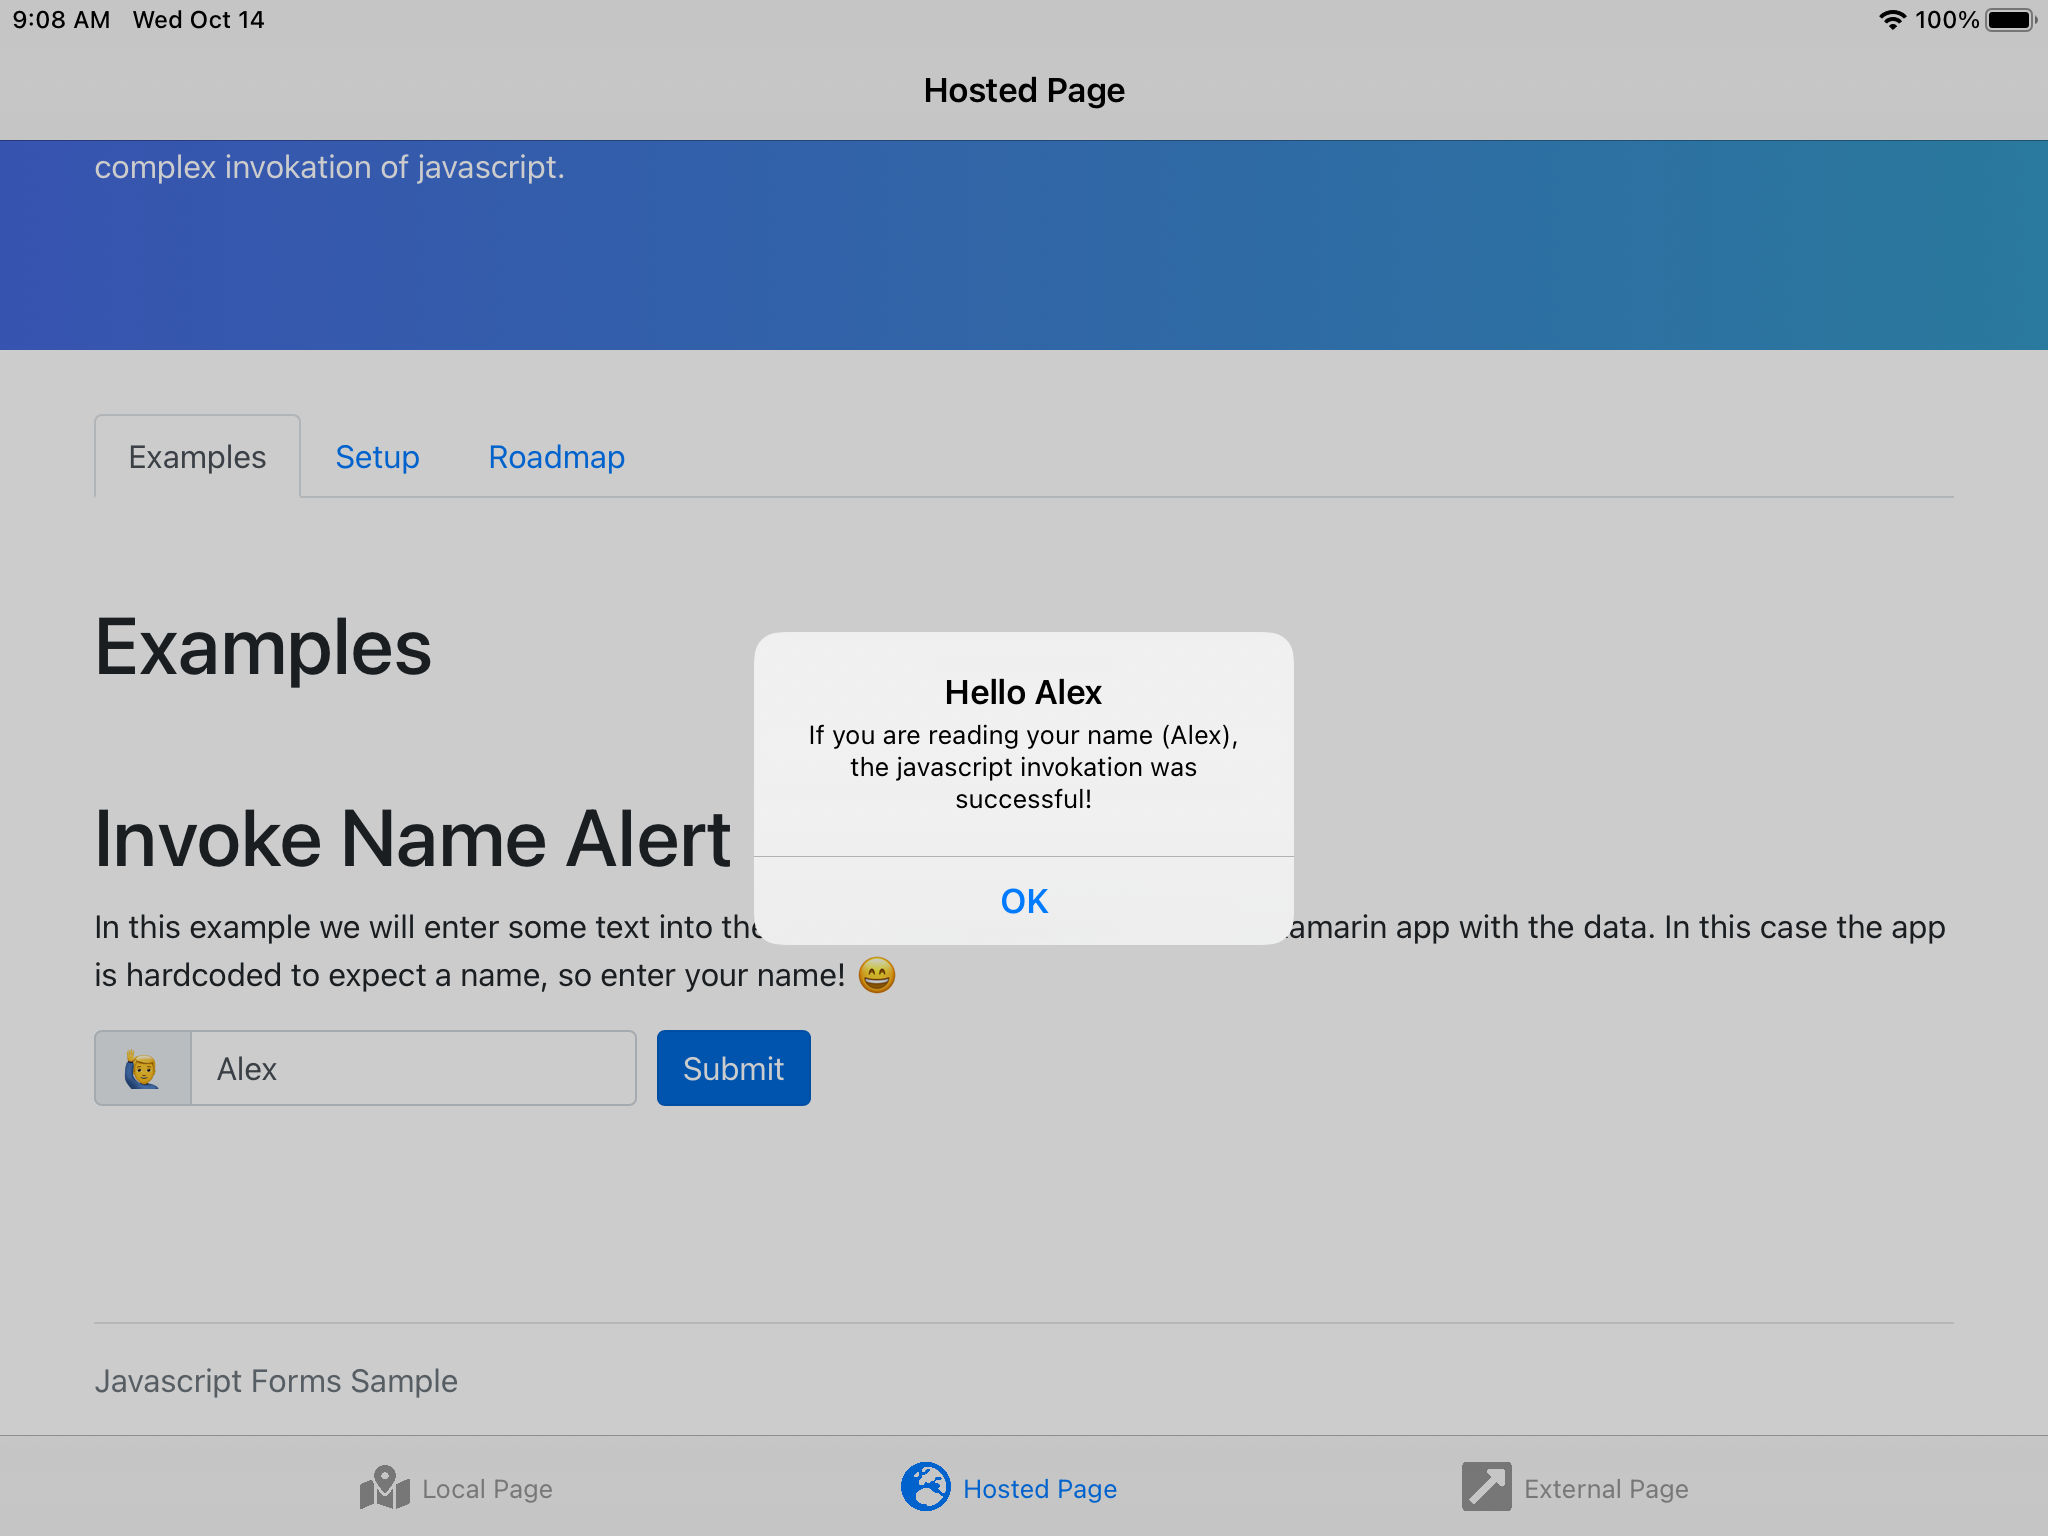 9:08 AM Wed Oct 14
100%
Hosted Page
complex invokation of javascript.
Examples Setup Roadmap
Examples
Hello Alex
If you are reading your name (Alex),
the javascript invokation was
successful!
OK
Invoke Name Alert
In this example we will enter some text into the amarin app with the data. In this case the app
is hardcoded to expect a name, so enter your name! 😄
🙋‍♂️ Alex Submit
Javascript Forms Sample
Local Page Hosted Page External Page